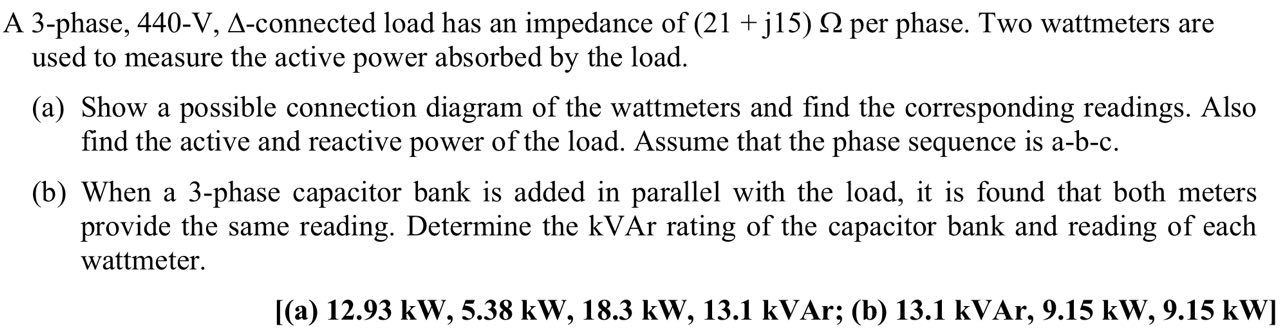 A 3-phase, 440-V, Δ-connected load has an impedance of (21 + j15) Ω per phase. Two wattmeters are
used to measure the active power absorbed by the load.
(a) Show a possible connection diagram of the wattmeters and find the corresponding readings. Also
find the active and reactive power of the load. Assume that the phase sequence is a-b-c.
(b) When a 3-phase capacitor bank is added in parallel with the load, it is found that both meters
provide the same reading. Determine the kVAr rating of the capacitor bank and reading of each
wattmeter.
[(a) 12.93 kW, 5.38 kW, 18.3 kW, 13.1 kVAr; (b) 13.1 kVAr, 9.15 kW, 9.15 kW]